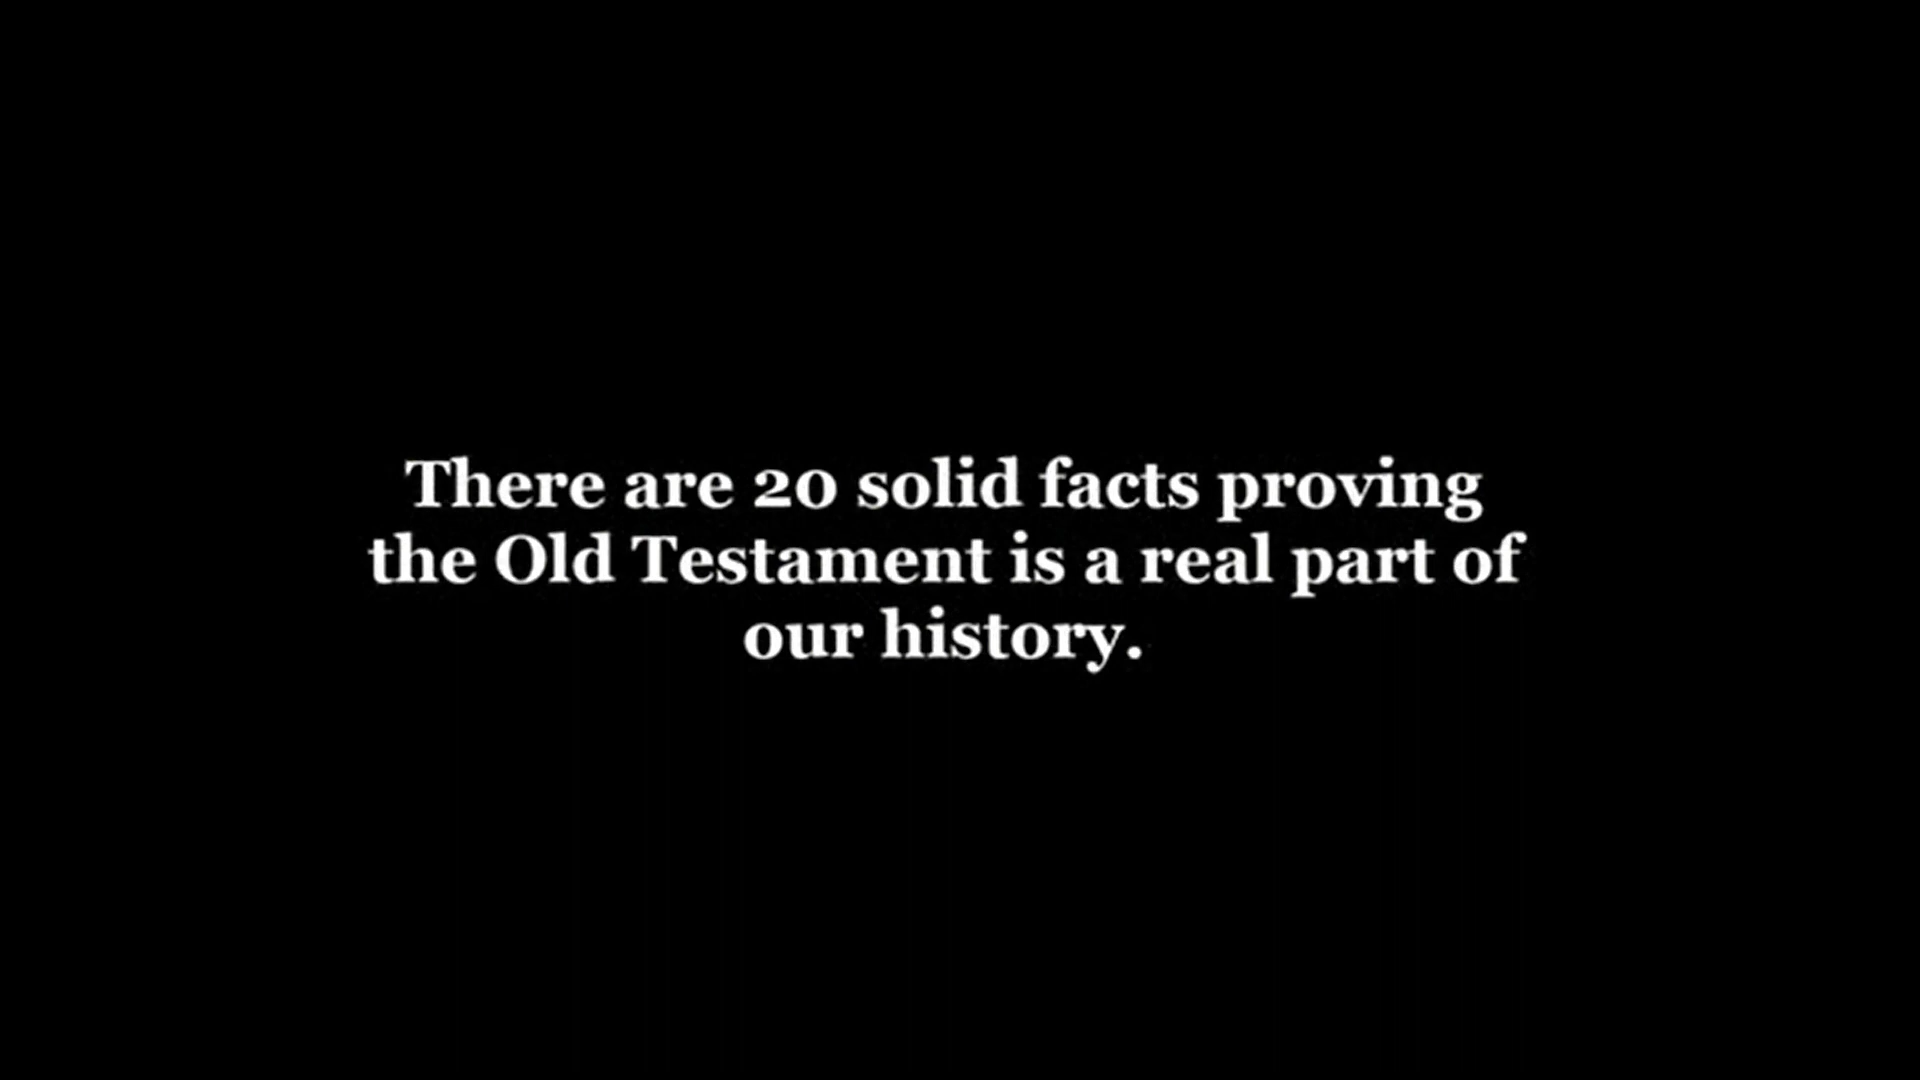 There are 20 solid facts proving
the Old Testament is a real part of
our history.